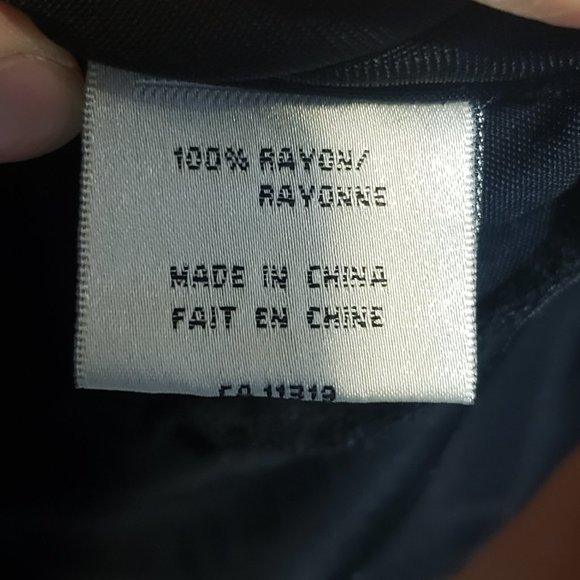 100% RAYON/
RAYONNE
MADE IN CHINA
FAIT EN CHINE
CA 11319